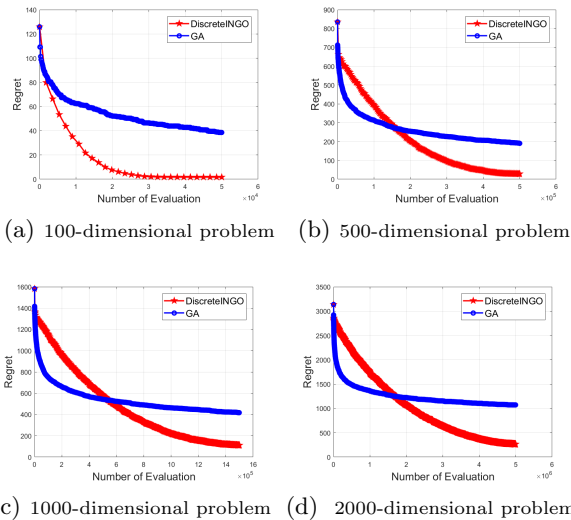 140
120
100
80
60
40
20
0
Regret
DiscreteINGO
GA
0 1 2 3 4 5 6
Number of Evaluation
×10⁴
(a) 100-dimensional problem
900
800
700
600
500
400
300
200
100
0
Regret
DiscreteINGO
GA
0 1 2 3 4 5 6
Number of Evaluation
×10⁵
(b) 500-dimensional problem
1600
1400
1200
1000
800
600
400
200
0
Regret
DiscreteINGO
GA
0 2 4 6 8 10 12 14 16
Number of Evaluation
×10⁵
c) 1000-dimensional problem
3500
3000
2500
2000
1500
1000
500
0
Regret
DiscreteINGO
GA
0 1 2 3 4 5 6
Number of Evaluation
×10⁶
(d) 2000-dimensional problem